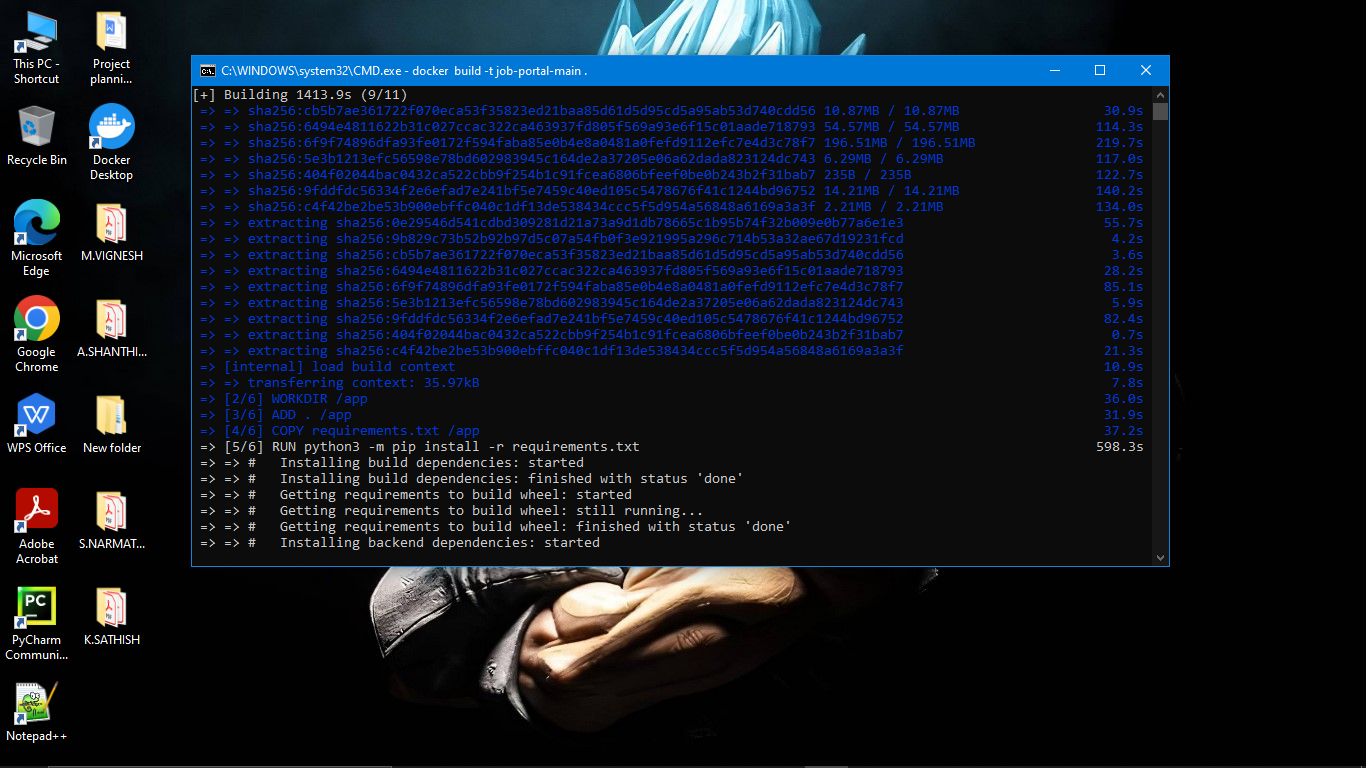 This PC -
Shortcut
Project
planni...
Recycle Bin
Docker
Desktop
Microsoft
Edge
M.VIGNESH
Google
Chrome
A.SHANTHI...
WPS Office
New folder
Adobe
Acrobat
S.NARMAT...
PyCharm
Communi...
K.SATHISH
Notepad++
C:\WINDOWS\system32\CMD.exe - docker build -t job-portal-main .
[+] Building 1413.9s (9/11)
=> => sha256:cb5b7ae361722f070eca53f35823ed21baa85d61d5d95cd5a95ab53d740cdd56 10.87MB / 10.87MB 30.9s
=> => sha256:6494e4811622b31c027ccac322ca463937fd805f569a93e6f15c01aade718793 54.57MB / 54.57MB 114.3s
=> => sha256:6f9f74896dfa93fe0172f594faba85e0b4e8a0481a0fefd9112efc7e4d3c78f7 196.51MB / 196.51MB 219.7s
=> => sha256:5e3b1213efc56598e78bd602983945c164de2a37205e06a62dada823124dc743 6.29MB / 6.29MB 117.0s
=> => sha256:404f02044bac0432ca522cbb9f254b1c91fcea6806bfeef0be0b243b2f31bab7 235B / 235B 122.7s
=> => sha256:9fddfdc56334f2e6efad7e241bf5e7459c40ed105c5478676f41c1244bd96752 14.21MB / 14.21MB 140.2s
=> => sha256:c4f42be2be53b900ebffc040c1df13de538434ccc5f5d954a56848a6169a3a3f 2.21MB / 2.21MB 134.0s
=> => extracting sha256:0e29546d541cdbd309281d21a73a9d1db78665c1b95b74f32b009e0b77a6e1e3 55.7s
=> => extracting sha256:9b829c73b52b92b97d5c07a54fb0f3e921995a296c714b53a32ae67d19231fcd 4.2s
=> => extracting sha256:cb5b7ae361722f070eca53f35823ed21baa85d61d5d95cd5a95ab53d740cdd56 3.6s
=> => extracting sha256:6494e4811622b31c027ccac322ca463937fd805f569a93e6f15c01aade718793 28.2s
=> => extracting sha256:6f9f74896dfa93fe0172f594faba85e0b4e8a0481a0fefd9112efc7e4d3c78f7 85.1s
=> => extracting sha256:5e3b1213efc56598e78bd602983945c164de2a37205e06a62dada823124dc743 5.9s
=> => extracting sha256:9fddfdc56334f2e6efad7e241bf5e7459c40ed105c5478676f41c1244bd96752 82.4s
=> => extracting sha256:404f02044bac0432ca522cbb9f254b1c91fcea6806bfeef0be0b243b2f31bab7 0.7s
=> => extracting sha256:c4f42be2be53b900ebffc040c1df13de538434ccc5f5d954a56848a6169a3a3f 21.3s
=> [internal] load build context 10.9s
=> => transferring context: 35.97kB 7.8s
=> [2/6] WORKDIR /app 36.0s
=> [3/6] ADD . /app 31.9s
=> [4/6] COPY requirements.txt /app 37.2s
=> [5/6] RUN python3 -m pip install -r requirements.txt 598.3s
=> => # Installing build dependencies: started
=> => # Installing build dependencies: finished with status 'done'
=> => # Getting requirements to build wheel: started
=> => # Getting requirements to build wheel: still running...
=> => # Getting requirements to build wheel: finished with status 'done'
=> => # Installing backend dependencies: started